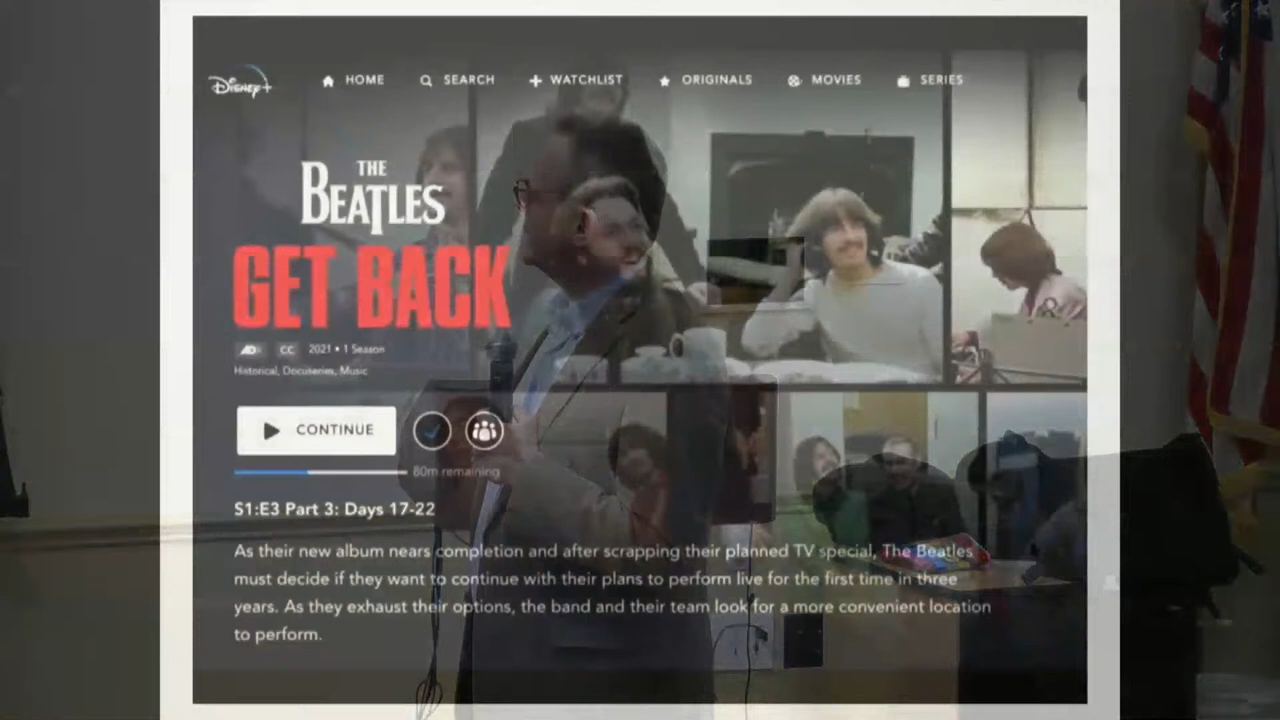 Disney+
HOME
SEARCH
WATCHLIST
ORIGINALS
MOVIES
SERIES
THE
BEATLES
GET BACK
AD CC 2021 • 1 Season
Historical, Docuseries, Music
CONTINUE
80m remaining
S1:E3 Part 3: Days 17-22
As their new album nears completion and after scrapping their planned TV special, The Beatles
must decide if they want to continue with their plans to perform live for the first time in three
years. As they exhaust their options, the band and their team look for a more convenient location
to perform.